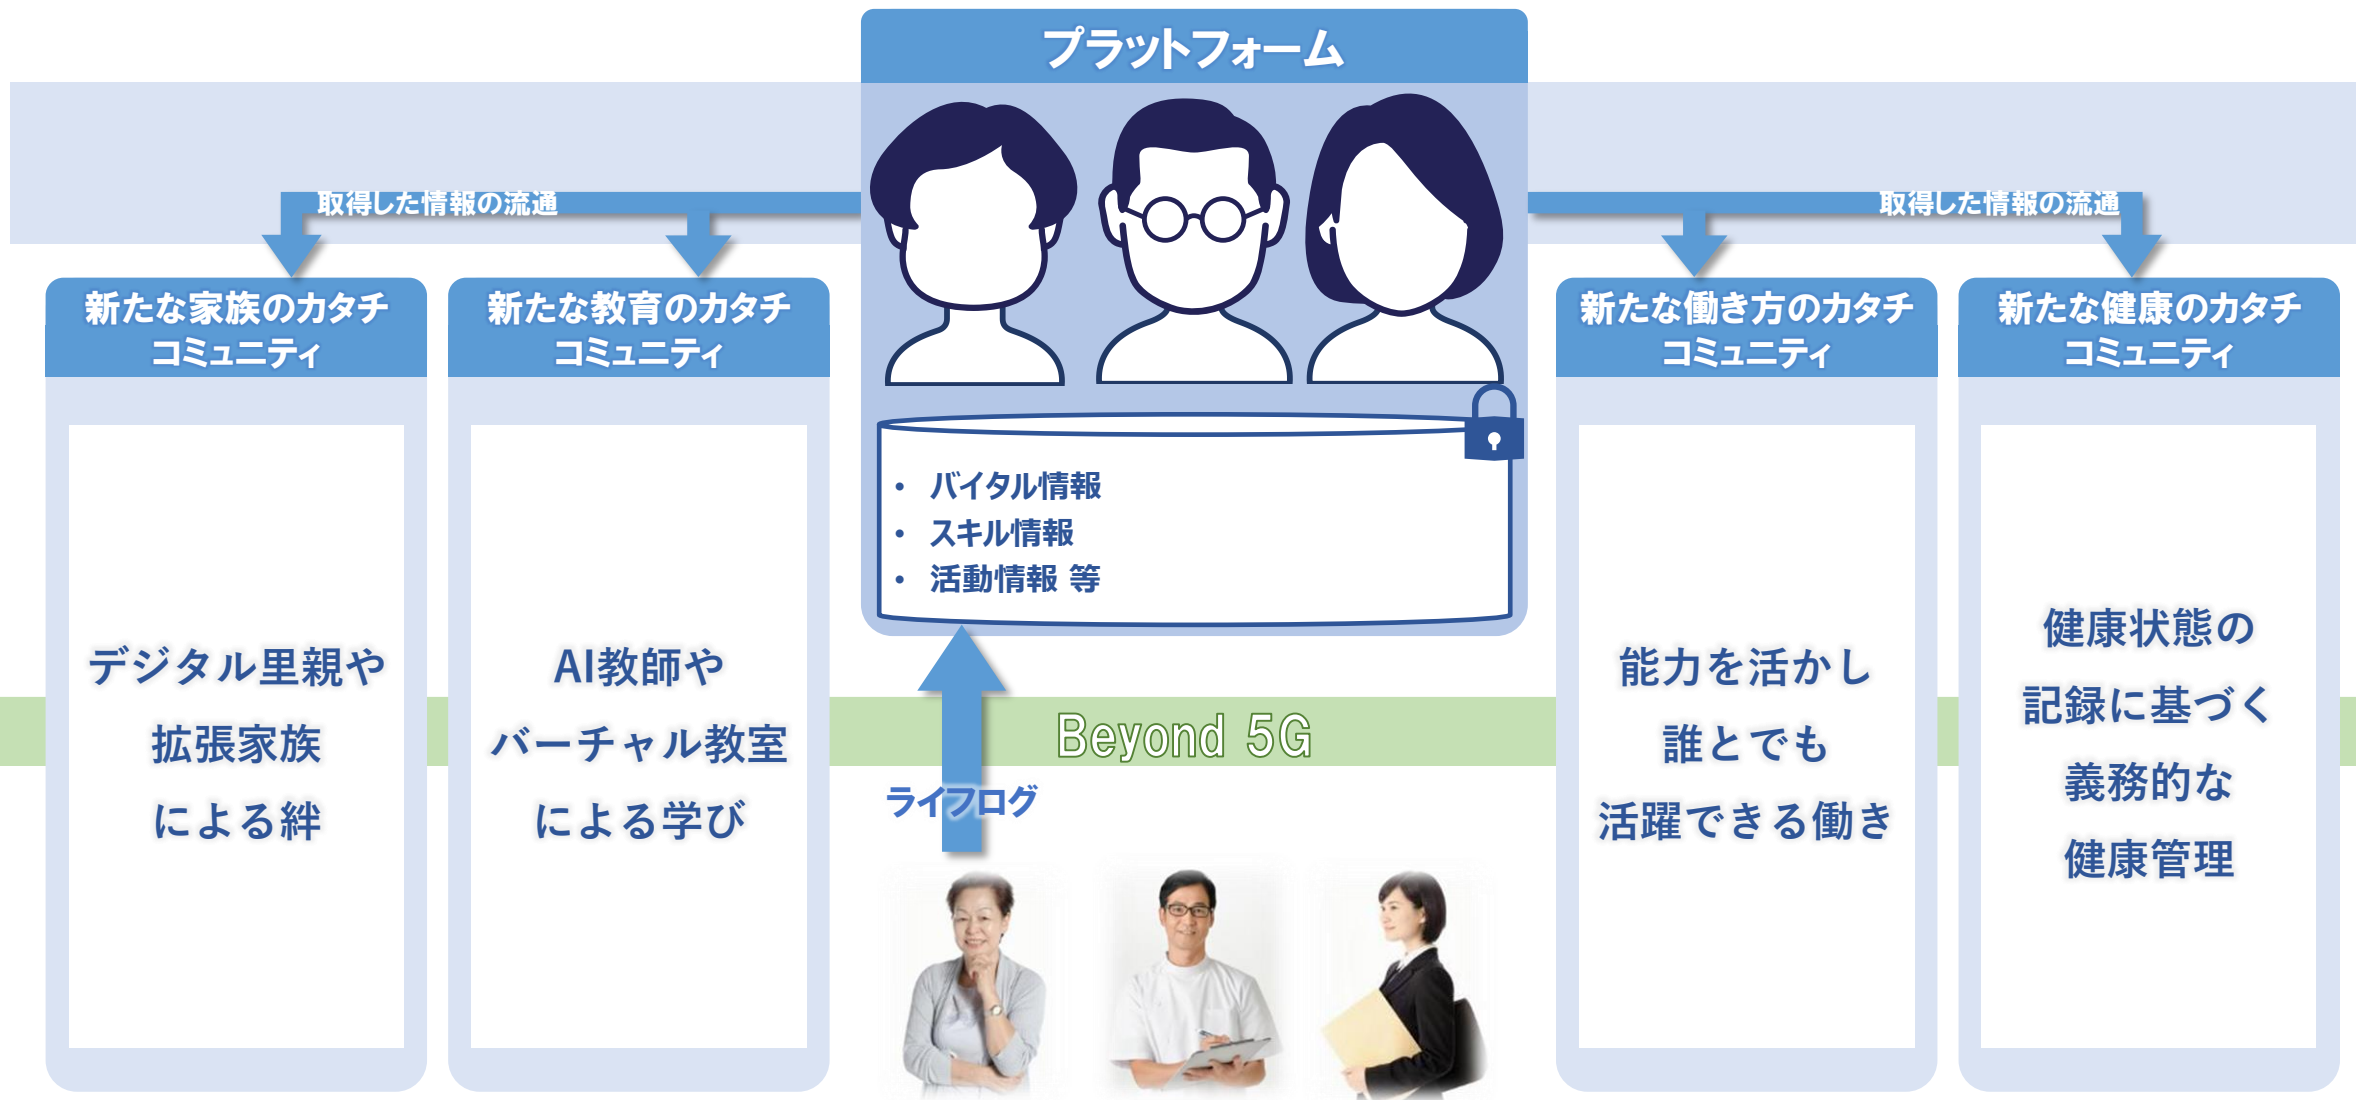 プラットフォーム
取得した情報の流通
取得した情報の流通
新たな家族のカタチ
コミュニティ
デジタル里親や
拡張家族
による絆
新たな教育のカタチ
コミュニティ
AI教師や
バーチャル教室
による学び
・ バイタル情報
・ スキル情報
・ 活動情報 等
Beyond 5G
ライフログ
新たな働き方のカタチ
コミュニティ
能力を活かし
誰とでも
活躍できる働き
新たな健康のカタチ
コミュニティ
健康状態の
記録に基づく
義務的な
健康管理